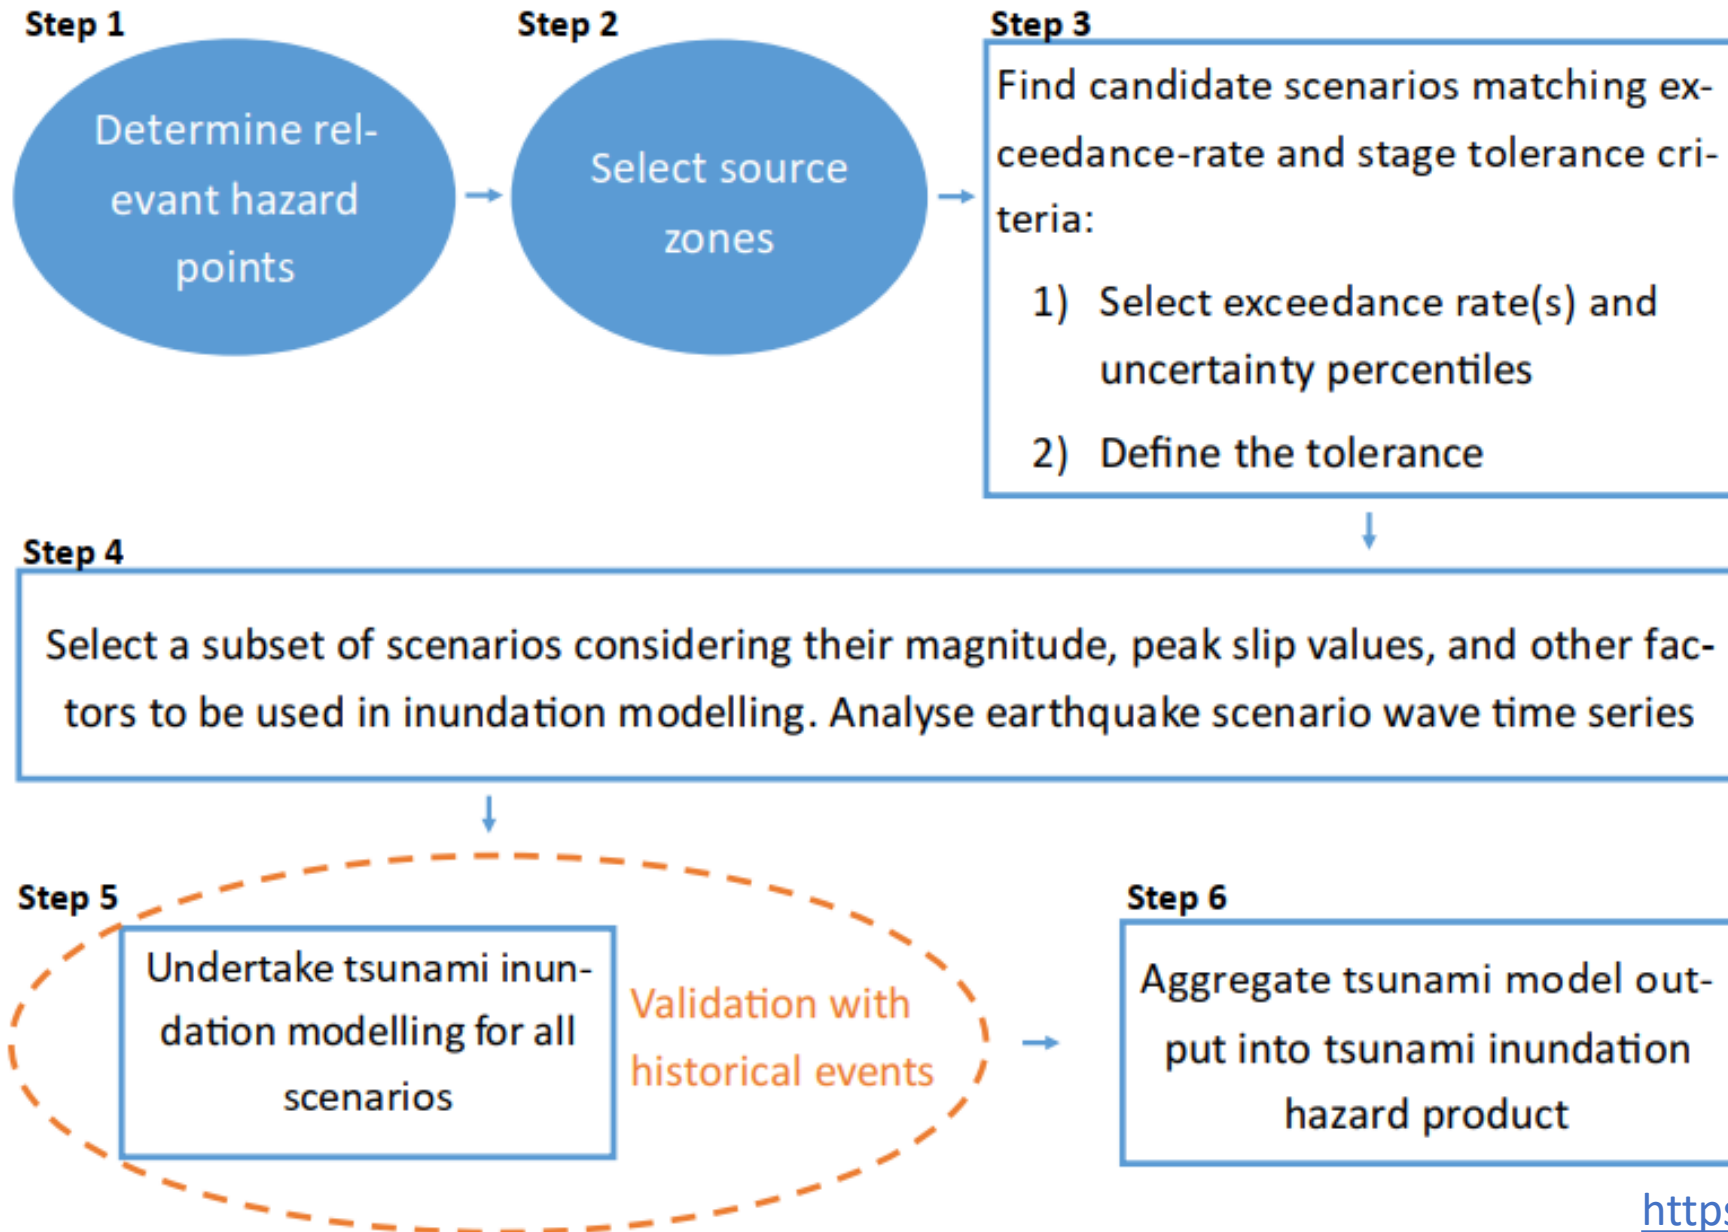 Step 1
Determine rel-
evant hazard
points
Step 2
Select source
zones
Step 3
Find candidate scenarios matching ex-
ceedance-rate and stage tolerance cri-
teria:
1) Select exceedance rate(s) and
uncertainty percentiles
2) Define the tolerance
Step 4
Select a subset of scenarios considering their magnitude, peak slip values, and other fac-
tors to be used in inundation modelling. Analyse earthquake scenario wave time series
Step 5
Undertake tsunami inun-
dation modelling for all
scenarios
Validation with
historical events
Step 6
Aggregate tsunami model out-
put into tsunami inundation
hazard product
https